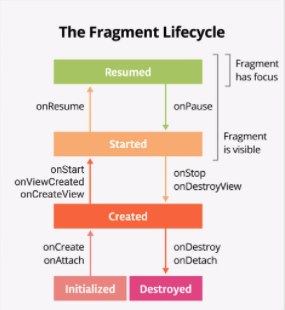 The Fragment Lifecycle
Resumed
Fragment
has focus
onResume
onPause
Started
Fragment
is visible
onStart
onViewCreated
onCreateView
onStop
onDestroyView
Created
onCreate
onAttach
onDestroy
onDetach
Initialized
Destroyed